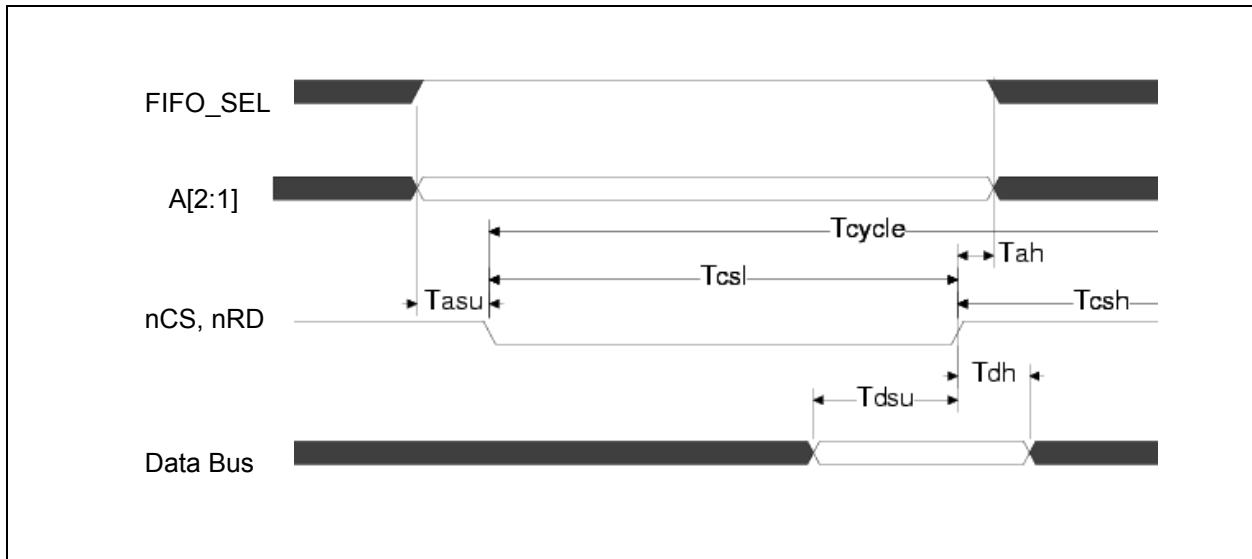 FIFO_SEL
A[2:1]
Tcycle
Tah
Tcsl
Tasu
Tcsh
nCS, nRD
Tdh
Tdsu
Data Bus